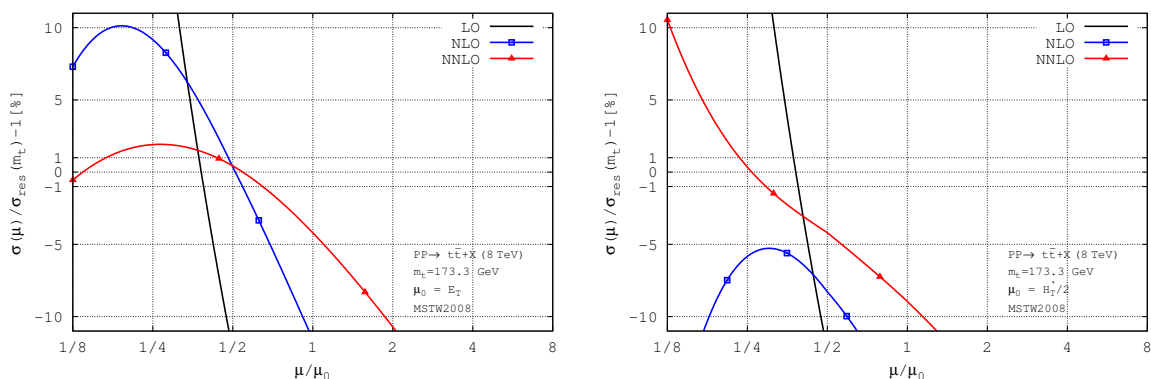 10
5
1
0
−1
−5
−10
σ(μ)/σres(mt)−1[%]
LO
NLO
NNLO
PP→ tt̄+X (8 TeV)
mt=173.3 GeV
μ0 = ET
MSTW2008
1/8 1/4 1/2 1 2 4 8
μ/μ0
10
5
1
0
−1
−5
−10
σ(μ)/σres(mt)−1[%]
LO
NLO
NNLO
PP→ tt̄+X (8 TeV)
mt=173.3 GeV
μ0 = H'T/2
MSTW2008
1/8 1/4 1/2 1 2 4 8
μ/μ0